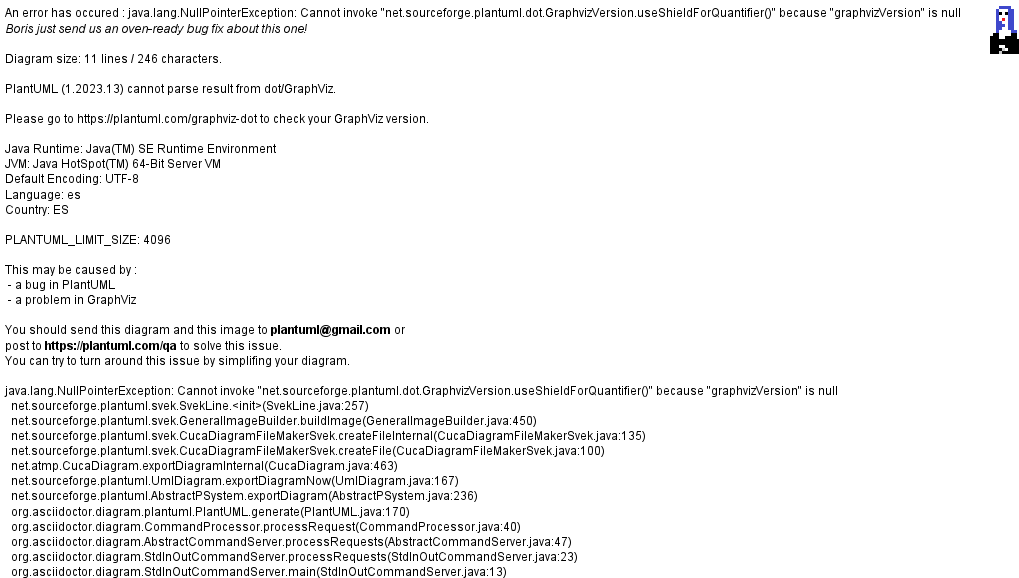 An error has occured : java.lang.NullPointerException: Cannot invoke "net.sourceforge.plantuml.dot.GraphvizVersion.useShieldForQuantifier()" because "graphvizVersion" is null
Boris just send us an oven-ready bug fix about this one!
Diagram size: 11 lines / 246 characters.
PlantUML (1.2023.13) cannot parse result from dot/GraphViz.
Please go to https://plantuml.com/graphviz-dot to check your GraphViz version.
Java Runtime: Java(TM) SE Runtime Environment
JVM: Java HotSpot(TM) 64-Bit Server VM
Default Encoding: UTF-8
Language: es
Country: ES
PLANTUML_LIMIT_SIZE: 4096
This may be caused by :
- a bug in PlantUML
- a problem in GraphViz
You should send this diagram and this image to plantuml@gmail.com or
post to https://plantuml.com/qa to solve this issue.
You can try to turn around this issue by simplifing your diagram.
java.lang.NullPointerException: Cannot invoke "net.sourceforge.plantuml.dot.GraphvizVersion.useShieldForQuantifier()" because "graphvizVersion" is null
net.sourceforge.plantuml.svek.SvekLine.<init>(SvekLine.java:257)
net.sourceforge.plantuml.svek.GeneralImageBuilder.buildImage(GeneralImageBuilder.java:450)
net.sourceforge.plantuml.svek.CucaDiagramFileMakerSvek.createFileInternal(CucaDiagramFileMakerSvek.java:135)
net.sourceforge.plantuml.svek.CucaDiagramFileMakerSvek.createFile(CucaDiagramFileMakerSvek.java:100)
net.atmp.CucaDiagram.exportDiagramInternal(CucaDiagram.java:463)
net.sourceforge.plantuml.UmlDiagram.exportDiagramNow(UmlDiagram.java:167)
net.sourceforge.plantuml.AbstractPSystem.exportDiagram(AbstractPSystem.java:236)
org.asciidoctor.diagram.plantuml.PlantUML.generate(PlantUML.java:170)
org.asciidoctor.diagram.CommandProcessor.processRequest(CommandProcessor.java:40)
org.asciidoctor.diagram.AbstractCommandServer.processRequests(AbstractCommandServer.java:47)
org.asciidoctor.diagram.StdInOutCommandServer.processRequests(StdInOutCommandServer.java:23)
org.asciidoctor.diagram.StdInOutCommandServer.main(StdInOutCommandServer.java:13)